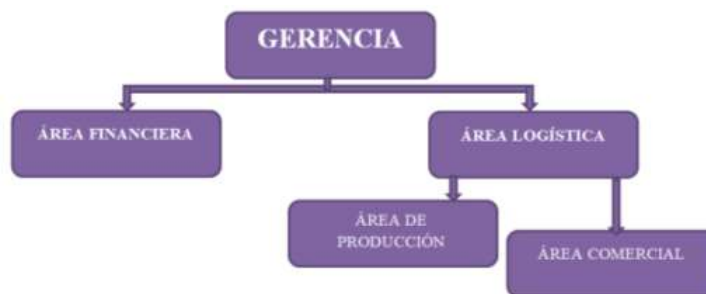 GERENCIA
ÁREA FINANCIERA
ÁREA LOGÍSTICA
ÁREA DE
PRODUCCIÓN
ÁREA COMERCIAL